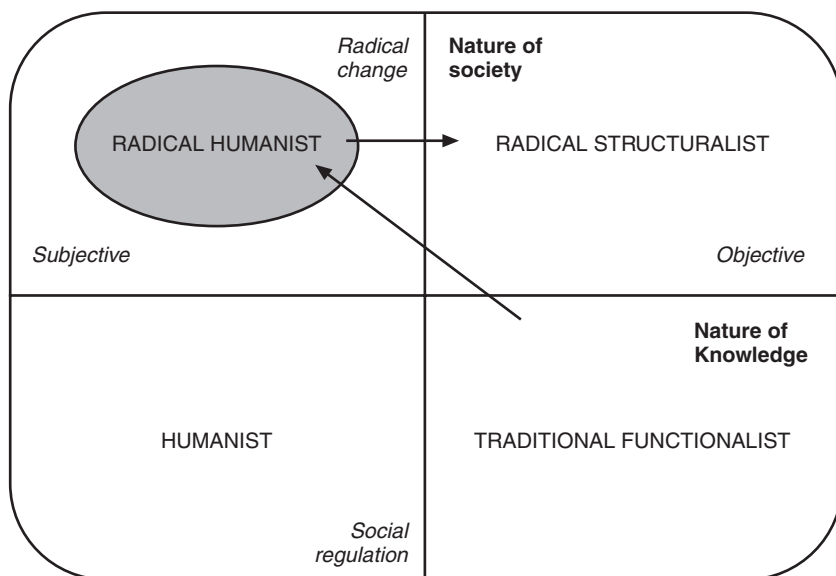 Radical
change
Nature of
society
RADICAL HUMANIST
RADICAL STRUCTURALIST
Subjective
Objective
Nature of
Knowledge
HUMANIST
TRADITIONAL FUNCTIONALIST
Social
regulation